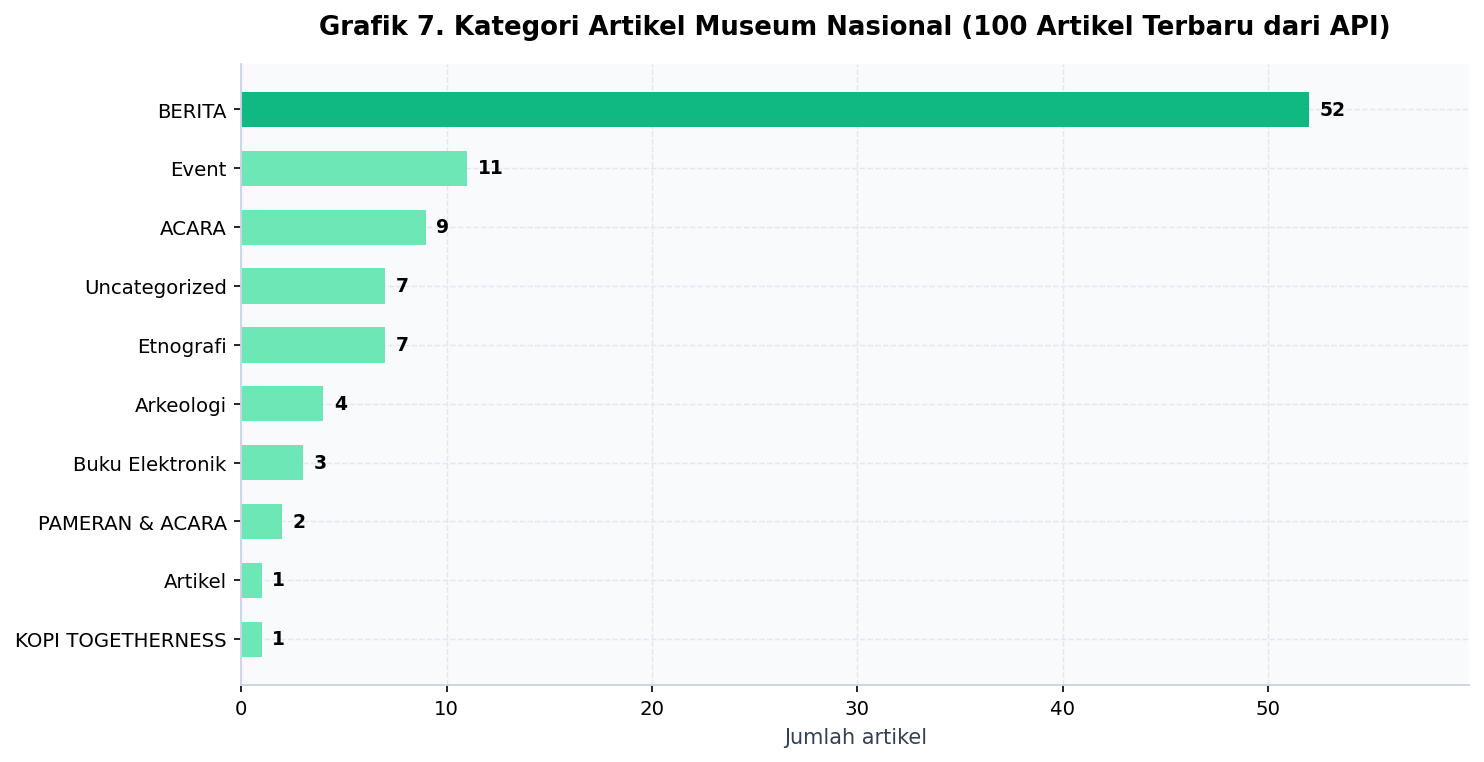 Grafik 7. Kategori Artikel Museum Nasional (100 Artikel Terbaru dari API)
BERITA 52
Event 11
ACARA 9
Uncategorized 7
Etnografi 7
Arkeologi 4
Buku Elektronik 3
PAMERAN & ACARA 2
Artikel 1
KOPI TOGETHERNESS 1
0 10 20 30 40 50
Jumlah artikel